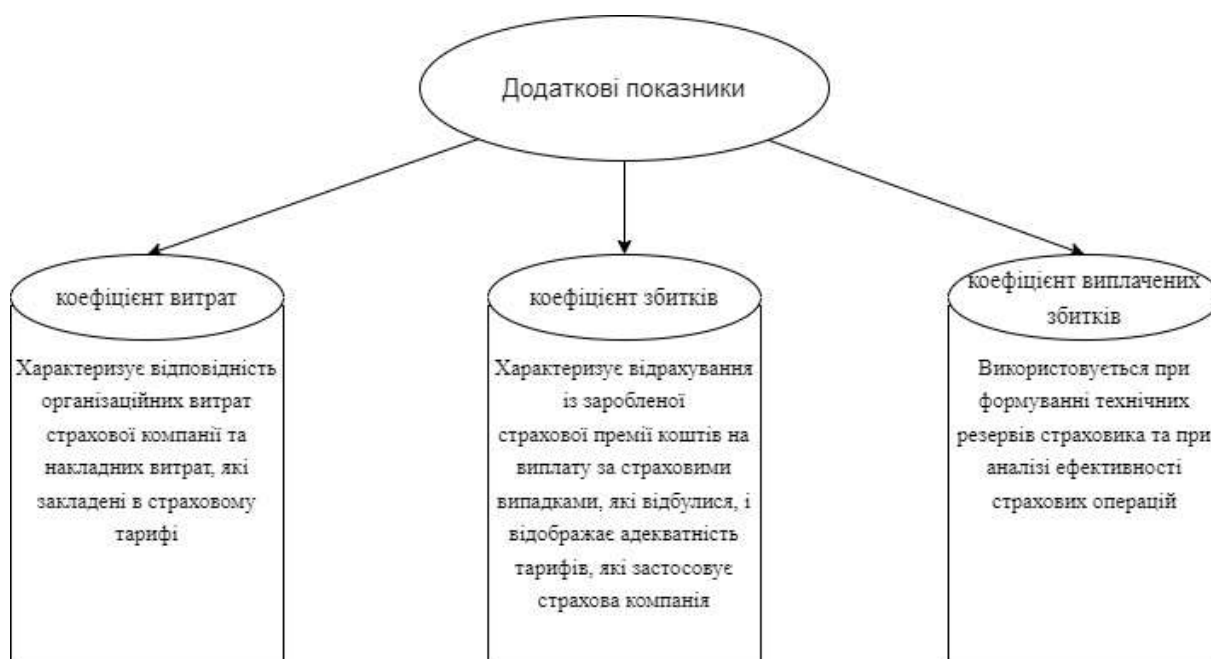 Додаткові показники
коефіцієнт витрат
Характеризує відповідність
організаційних витрат
страхової компанії та
накладних витрат, які
закладені в страховому
тарифі
коефіцієнт збитків
Характеризує відрахування
із заробленої
страхової премії коштів на
виплату за страховими
випадками, які відбулися, і
відображає адекватність
тарифів, які застосовує
страхова компанія
коефіцієнт виплачених
збитків
Використовується при
формуванні технічних
резервів страховика та при
аналізі ефективності
страхових операцій